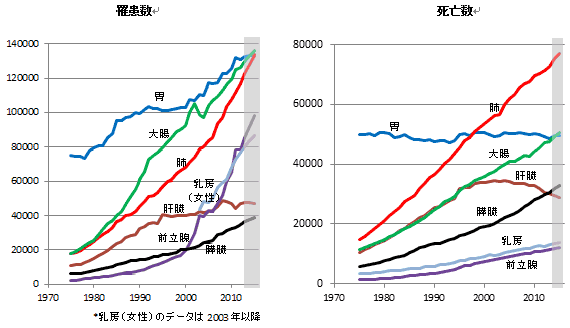 罹患数↵
140000
120000
100000
80000
60000
40000
20000
0
1970 1980 1990 2000 2010
胃
大腸
肺
乳房
（女性）
肝臓
前立腺
膵臓
*乳房（女性）のデータは 2003 年以降
死亡数↵
80000
60000
40000
20000
0
1970 1980 1990 2000 2010
肺
胃
大腸
肝臓
膵臓
乳房
前立腺